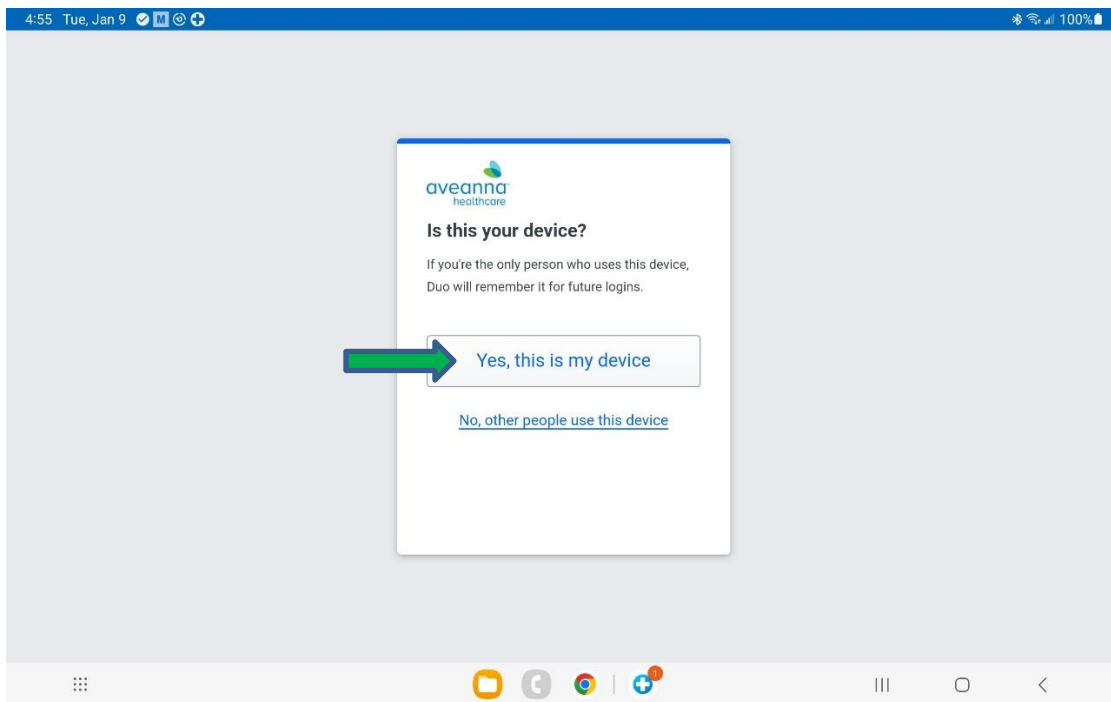 4:55 Tue, Jan 9 M
100%
aveanna
healthcare
Is this your device?
If you're the only person who uses this device,
Duo will remember it for future logins.
Yes, this is my device
No, other people use this device
1